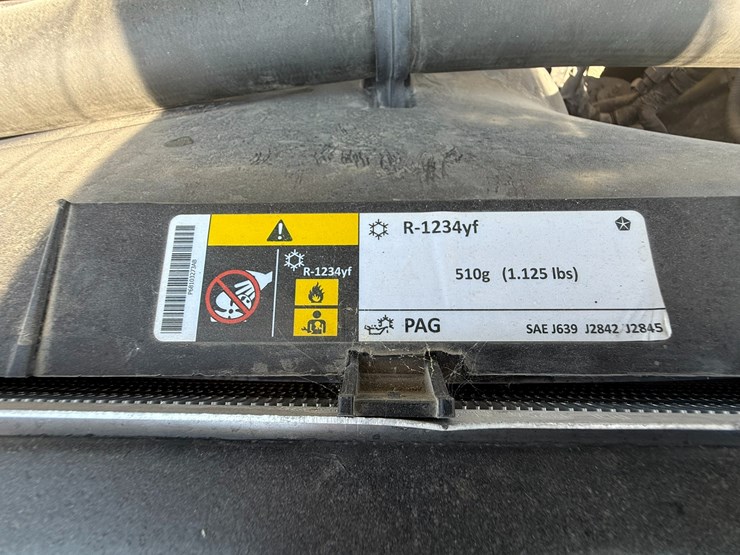 R-1234yf
R-1234yf
510g (1.125 lbs)
PAG
SAE J639 J2842 J2845